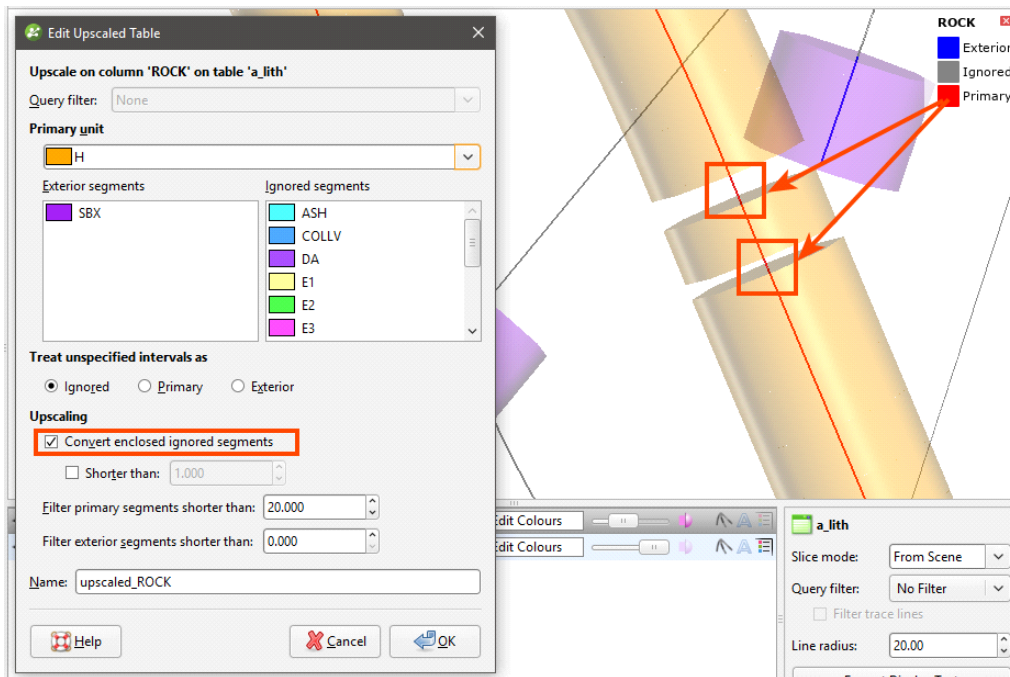 Edit Upscaled Table
Upscale on column 'ROCK' on table 'a_lith'
Query filter: None
Primary unit
H
Exterior segments Ignored segments
SBX
ASH
COLLV
DA
E1
E2
E3
Treat unspecified intervals as
Ignored Primary Exterior
Upscaling
Convert enclosed ignored segments
Shorter than: 1.000
Filter primary segments shorter than: 20.000
Filter exterior segments shorter than: 0.000
Name: upscaled_ROCK
Help Cancel OK
ROCK
Exterior
Ignored
Primary
Edit Colours
Edit Colours
a_lith
Slice mode: From Scene
Query filter: No Filter
Filter trace lines
Line radius: 20.00